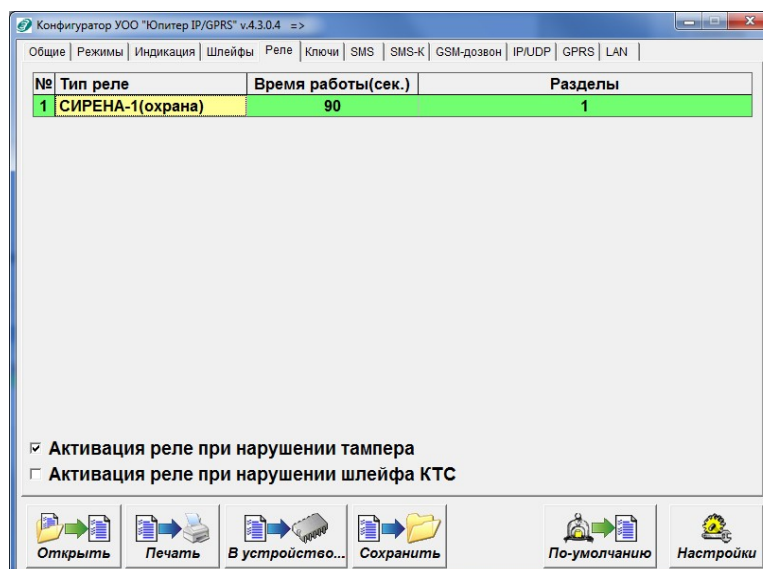 Конфигуратор УОО "Юпитер IP/GPRS" v.4.3.0.4 =>
Общие Режимы Индикация Шлейфы Реле Ключи SMS SMS-K GSM-дозвон IP/UDP GPRS LAN
№ Тип реле Время работы(сек.) Разделы
1 СИРЕНА-1(охрана) 90 1
Активация реле при нарушении тампера
Активация реле при нарушении шлейфа КТС
Открыть Печать В устройство... Сохранить По-умолчанию Настройки